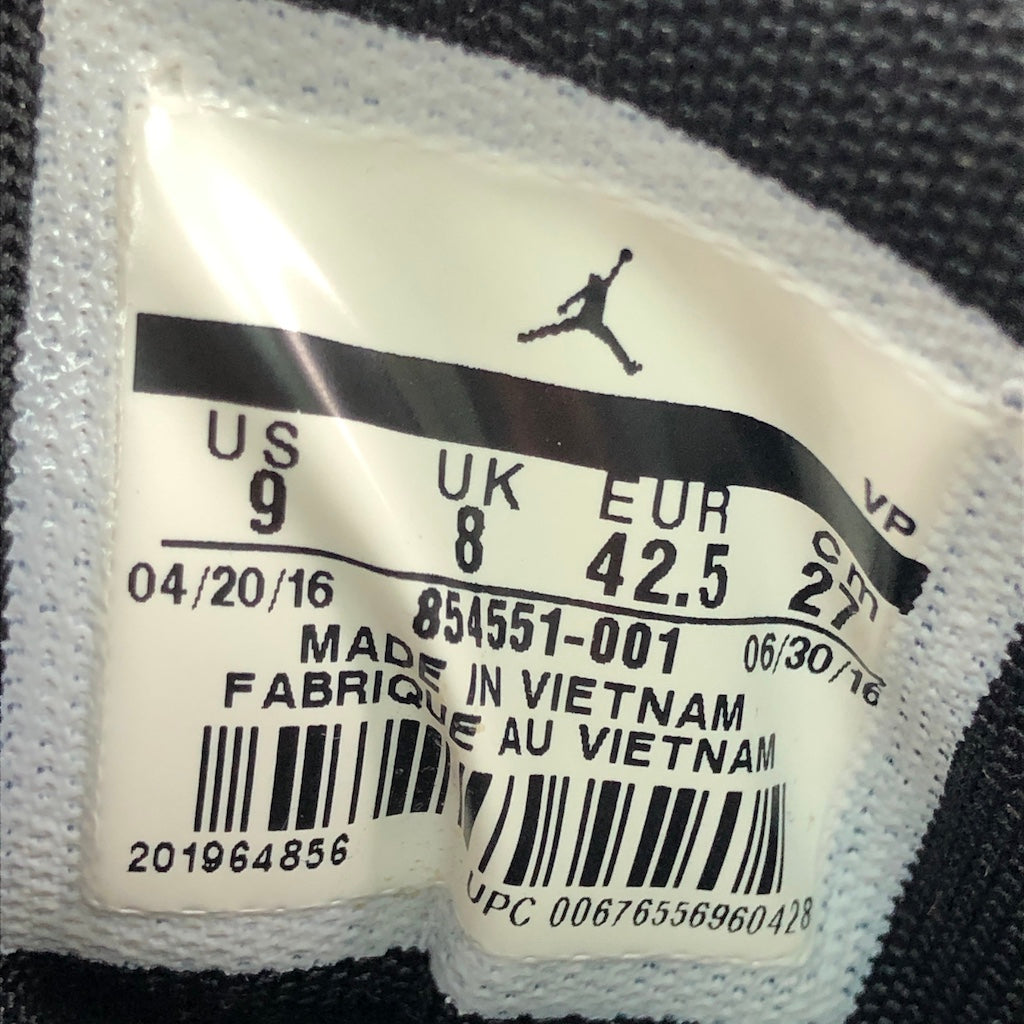 VP
US UK EUR cm
9 8 42.5 27
04/20/16 854551-001 06/30/16
MADE IN VIETNAM
FABRIQUE AU VIETNAM
201964856
UPC 00676556960428